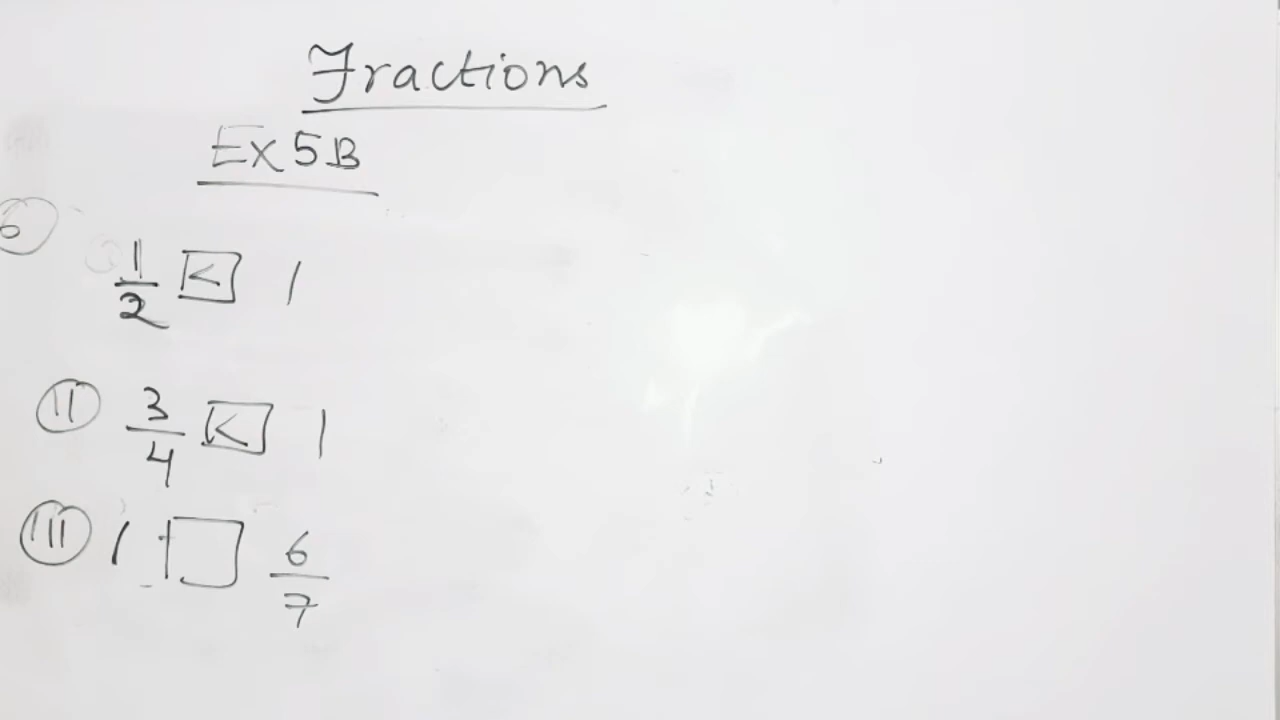 Fractions
Ex 5B
6
1/2 < 1
II 3/4 < 1
III 1 □ 6/7